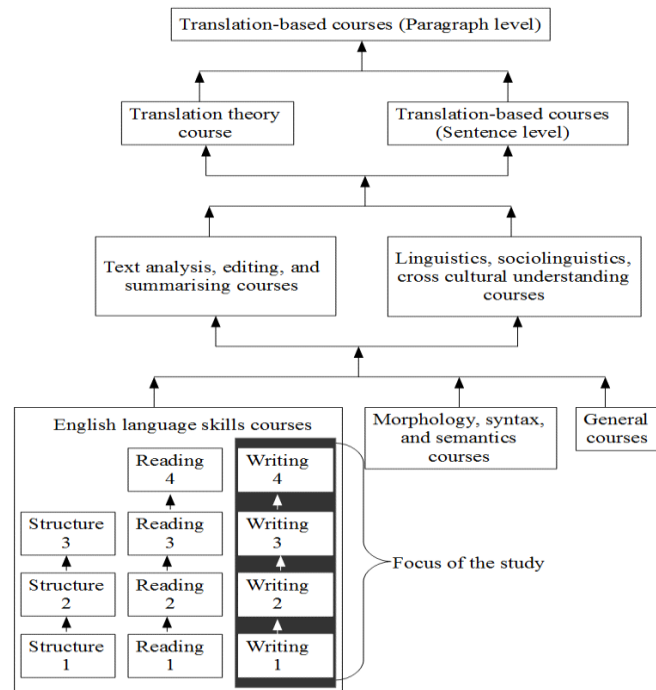 Translation-based courses (Paragraph level)
Translation theory
course
Translation-based courses
(Sentence level)
Text analysis, editing, and
summarising courses
Linguistics, sociolinguistics,
cross cultural understanding
courses
English language skills courses
Morphology, syntax,
and semantics
courses
General
courses
Reading
4
Writing
4
Structure
3
Reading
3
Writing
3
Focus of the study
Structure
2
Reading
2
Writing
2
Structure
1
Reading
1
Writing
1